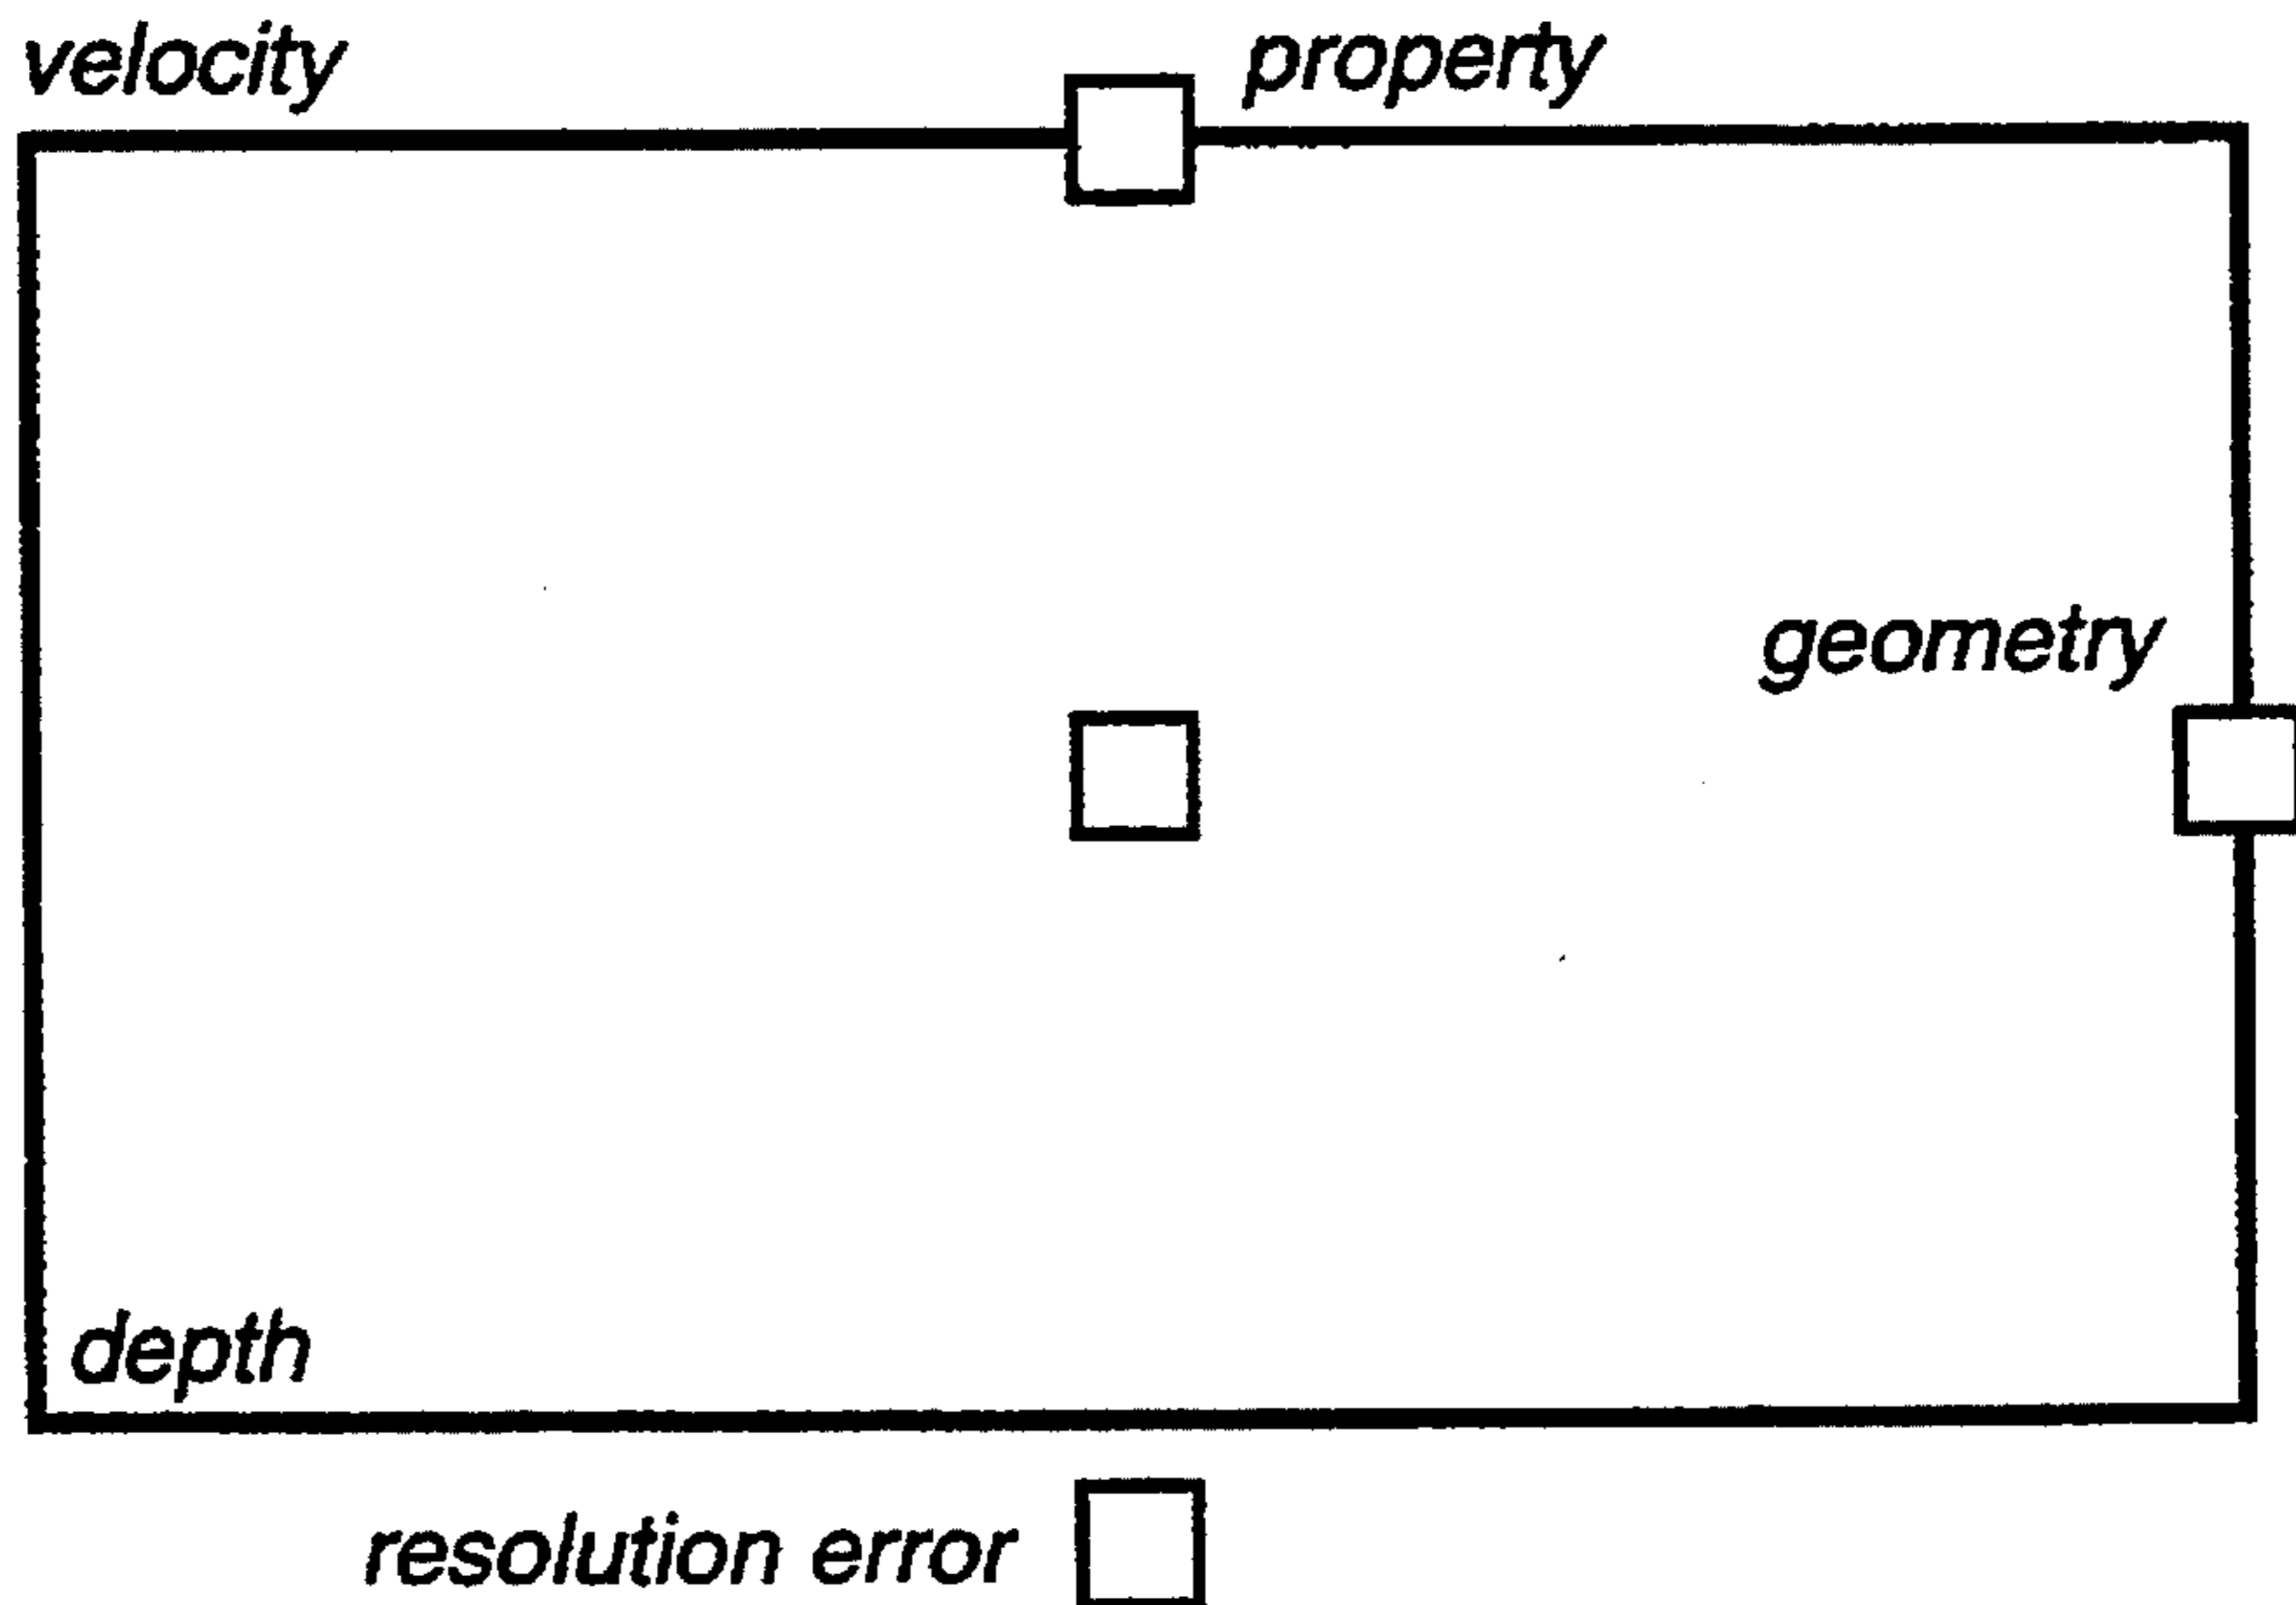 velocity
property
geometry
depth
resolution error